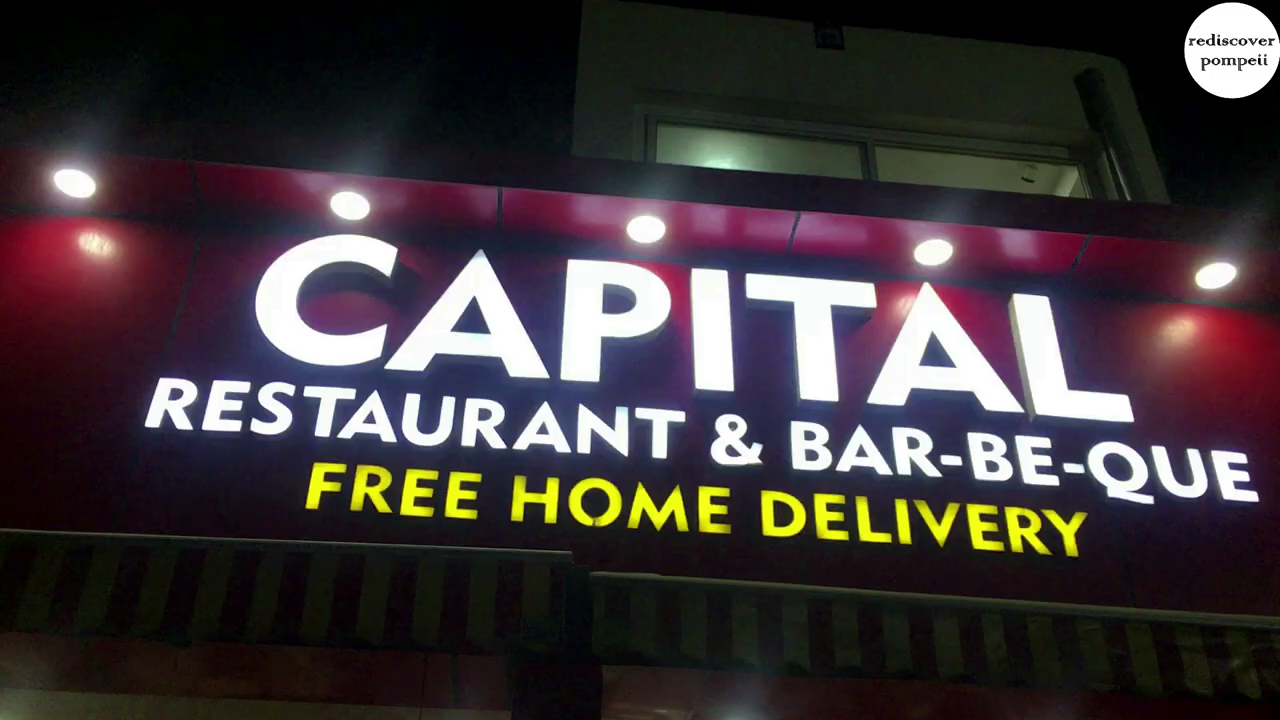 rediscover
pompeii
CAPITAL
RESTAURANT & BAR-BE-QUE
FREE HOME DELIVERY